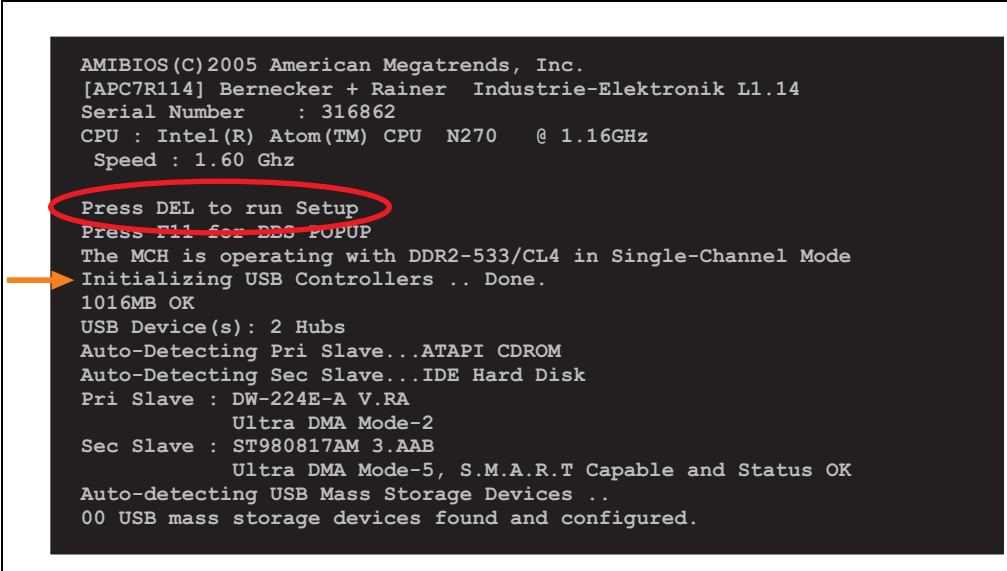 AMIBIOS(C)2005 American Megatrends, Inc.
[APC7R114] Bernecker + Rainer  Industrie-Elektronik L1.14
Serial Number    : 316862
CPU : Intel(R) Atom(TM) CPU  N270   @ 1.16GHz
 Speed : 1.60 Ghz
Press DEL to run Setup
Press F11 for BBS POPUP
The MCH is operating with DDR2-533/CL4 in Single-Channel Mode
Initializing USB Controllers .. Done.
1016MB OK
USB Device(s): 2 Hubs
Auto-Detecting Pri Slave...ATAPI CDROM
Auto-Detecting Sec Slave...IDE Hard Disk
Pri Slave : DW-224E-A V.RA
            Ultra DMA Mode-2
Sec Slave : ST980817AM 3.AAB
            Ultra DMA Mode-5, S.M.A.R.T Capable and Status OK
Auto-detecting USB Mass Storage Devices ..
00 USB mass storage devices found and configured.